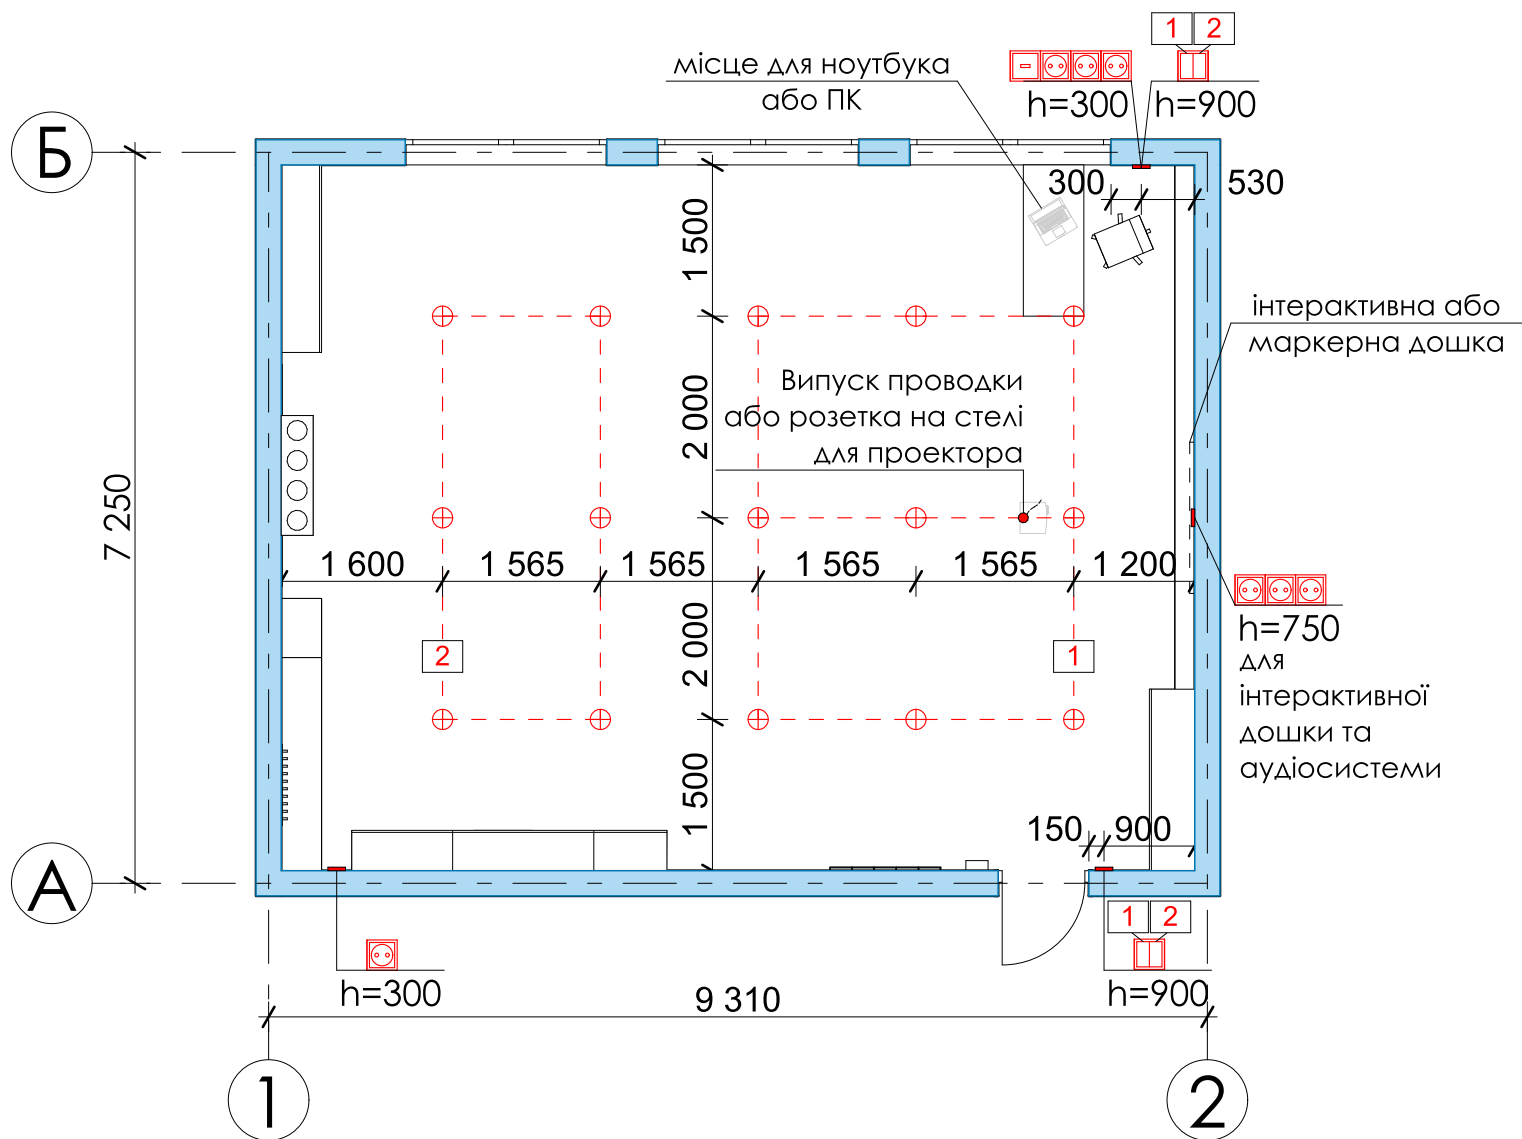 1 2
місце для ноутбука
або ПК
h=300 h=900
Б
300 530
1 500
інтерактивна або
маркерна дошка
Випуск проводки
або розетка на стелі
для проектора
2 000
7 250
1 600 1 565 1 565 1 565 1 565 1 200
h=750
для
інтерактивної
дошки та
аудіосистеми
2 1
2 000
1 500
150 900
А
1 2
h=300
h=900
9 310
1 2